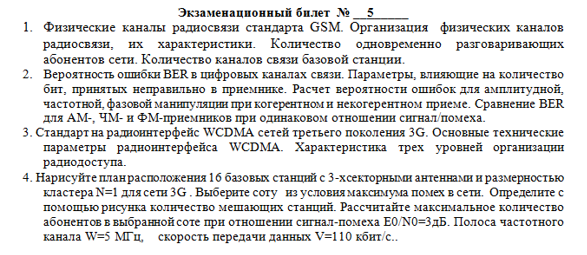 Экзаменационный билет № 5
1. Физические каналы радиосвязи стандарта GSM. Организация физических каналов
радиосвязи, их характеристики. Количество одновременно разговаривающих
абонентов сети. Количество каналов связи базовой станции.
2. Вероятность ошибки BER в цифровых каналах связи. Параметры, влияющие на количество
бит, принятых неправильно в приемнике. Расчет вероятности ошибок для амплитудной,
частотной, фазовой манипуляции при когерентном и некогерентном приеме. Сравнение BER
для АМ-, ЧМ- и ФМ-приемников при одинаковом отношении сигнал/помеха.
3. Стандарт на радиоинтерфейс WCDMA сетей третьего поколения 3G. Основные технические
параметры радиоинтерфейса WCDMA. Характеристика трех уровней организации
радиодоступа.
4. Нарисуйте план расположения 16 базовых станций с 3-хсекторными антеннами и размерностью
кластера N=1 для сети 3G . Выберите соту из условия максимума помех в сети. Определите с
помощью рисунка количество мешающих станций. Рассчитайте максимальное количество
абонентов в выбранной соте при отношении сигнал-помеха E0/N0=3дБ. Полоса частотного
канала W=5 МГц, скорость передачи данных V=110 кбит/с..